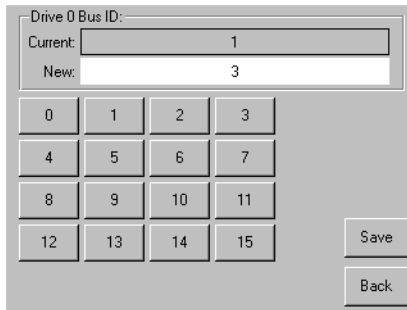 Drive 0 Bus ID:
Current: 1
New: 3
0 1 2 3
4 5 6 7
8 9 10 11
12 13 14 15
Save
Back